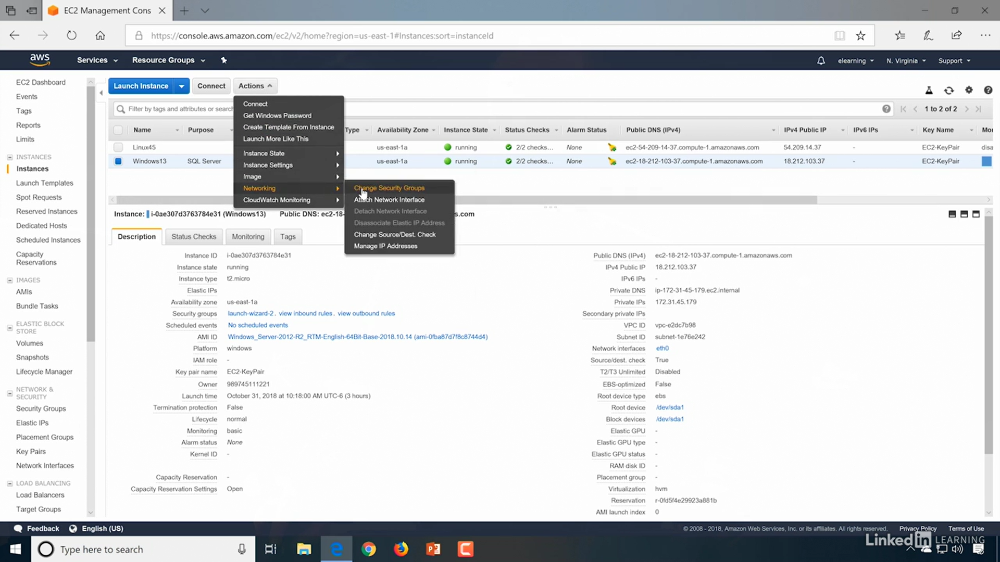 EC2 Management Cons
https://console.aws.amazon.com/ec2/v2/home?region=us-east-1#Instances:sort=instanceId
aws Services Resource Groups elearning N. Virginia Support
EC2 Dashboard
Events
Tags
Reports
Limits
INSTANCES
Instances
Launch Templates
Spot Requests
Reserved Instances
Dedicated Hosts
Scheduled Instances
Capacity
Reservations
IMAGES
AMIs
Bundle Tasks
ELASTIC BLOCK
STORE
Volumes
Snapshots
Lifecycle Manager
NETWORK &
SECURITY
Security Groups
Elastic IPs
Placement Groups
Key Pairs
Network Interfaces
LOAD BALANCING
Load Balancers
Target Groups
Launch Instance Connect Actions
Filter by tags and attributes or search 1 to 2 of 2
Name Purpose Type Availability Zone Instance State Status Checks Alarm Status Public DNS (IPv4) IPv4 Public IP IPv6 IPs Key Name Mor
Linux45 us-east-1a running 2/2 checks... None ec2-54-209-14-37.compute-1.amazonaws.com 54.209.14.37 EC2-KeyPair disa
Windows13 SQL Server us-east-1a running 2/2 checks... None ec2-18-212-103-37.compute-1.amazonaws.com 18.212.103.37 EC2-KeyPair
Connect
Get Windows Password
Create Template From Instance
Launch More Like This
Instance State
Instance Settings
Image
Networking
CloudWatch Monitoring
Change Security Groups
Attach Network Interface
Detach Network Interface
Disassociate Elastic IP Address
Change Source/Dest. Check
Manage IP Addresses
Instance: i-0ae307d3763784e31 (Windows13) Public DNS: ec2-18- s.com
Description Status Checks Monitoring Tags
Instance ID i-0ae307d3763784e31
Instance state running
Instance type t2.micro
Elastic IPs
Availability zone us-east-1a
Security groups launch-wizard-2. view inbound rules. view outbound rules
Scheduled events No scheduled events
AMI ID Windows_Server-2012-R2_RTM-English-64Bit-Base-2018.10.14 (ami-0fba87d7f8c8744d4)
Platform windows
IAM role -
Key pair name EC2-KeyPair
Owner 989745111221
Launch time October 31, 2018 at 10:18:00 AM UTC-6 (3 hours)
Termination protection False
Lifecycle normal
Monitoring basic
Alarm status None
Kernel ID -
Capacity Reservation -
Capacity Reservation Settings Open
Public DNS (IPv4) ec2-18-212-103-37.compute-1.amazonaws.com
IPv4 Public IP 18.212.103.37
IPv6 IPs -
Private DNS ip-172-31-45-179.ec2.internal
Private IPs 172.31.45.179
Secondary private IPs
VPC ID vpc-e2dc7b98
Subnet ID subnet-1e76e242
Network interfaces eth0
Source/dest. check True
T2/T3 Unlimited Disabled
EBS-optimized False
Root device type ebs
Root device /dev/sda1
Block devices /dev/sda1
Elastic GPU -
Elastic GPU type -
Elastic GPU status -
RAM disk ID -
Placement group -
Virtualization hvm
Reservation r-0fd5f4e29923a881b
AMI launch index 0
Feedback English (US) © 2008 - 2018, Amazon Web Services, Inc. or its affiliates. All rights reserved. Privacy Policy Terms of Use
Linked in LEARNING
Type here to search